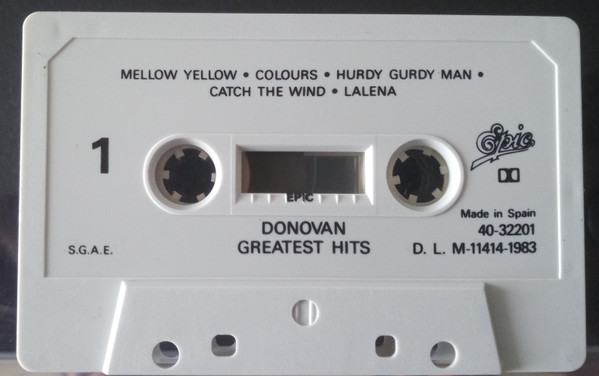 MELLOW YELLOW • COLOURS • HURDY GURDY MAN •
CATCH THE WIND • LALENA
1
Epic
EPIC
Made in Spain
DONOVAN
40-32201
S.G.A.E.
GREATEST HITS
D. L. M-11414-1983